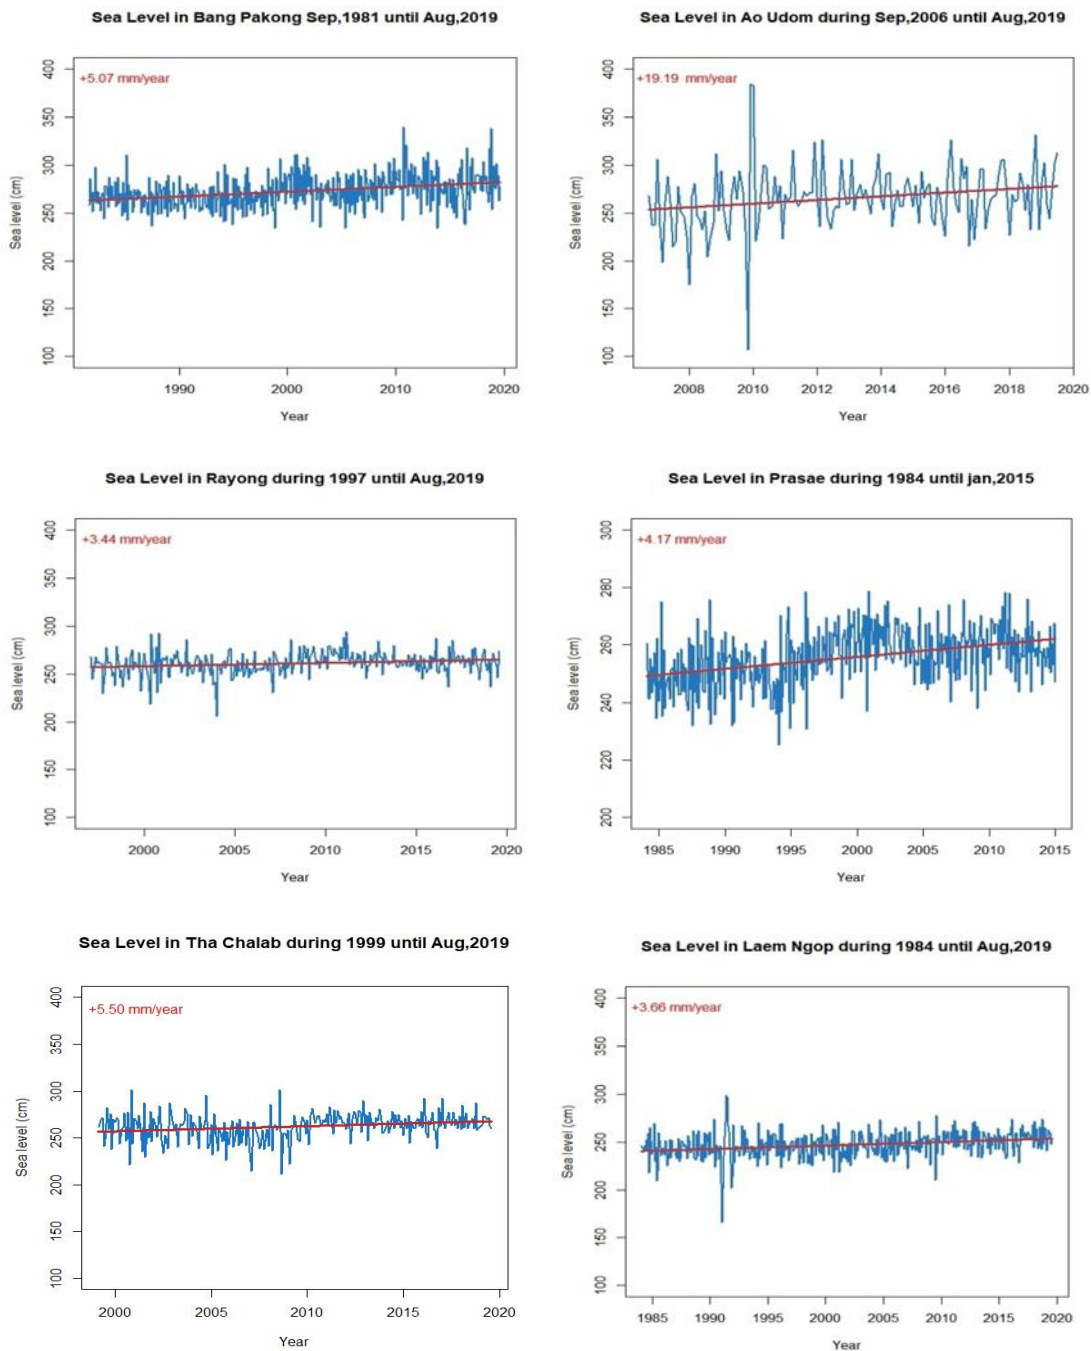 Sea Level in Bang Pakong Sep,1981 until Aug,2019
+5.07 mm/year
Sea level (cm)
400
350
300
250
200
150
100
1990 2000 2010 2020
Year
Sea Level in Ao Udom during Sep,2006 until Aug,2019
+19.19 mm/year
Sea level (cm)
400
350
300
250
200
150
100
2008 2010 2012 2014 2016 2018 2020
Year
Sea Level in Rayong during 1997 until Aug,2019
+3.44 mm/year
Sea level (cm)
400
350
300
250
200
150
100
2000 2005 2010 2015 2020
Year
Sea Level in Prasae during 1984 until jan,2015
+4.17 mm/year
Sea level (cm)
300
280
260
240
220
200
1985 1990 1995 2000 2005 2010 2015
Year
Sea Level in Tha Chalab during 1999 until Aug,2019
+5.50 mm/year
Sea level (cm)
400
350
300
250
200
150
100
2000 2005 2010 2015 2020
Year
Sea Level in Laem Ngop during 1984 until Aug,2019
+3.66 mm/year
Sea level (cm)
400
350
300
250
200
150
100
1985 1990 1995 2000 2005 2010 2015 2020
Year